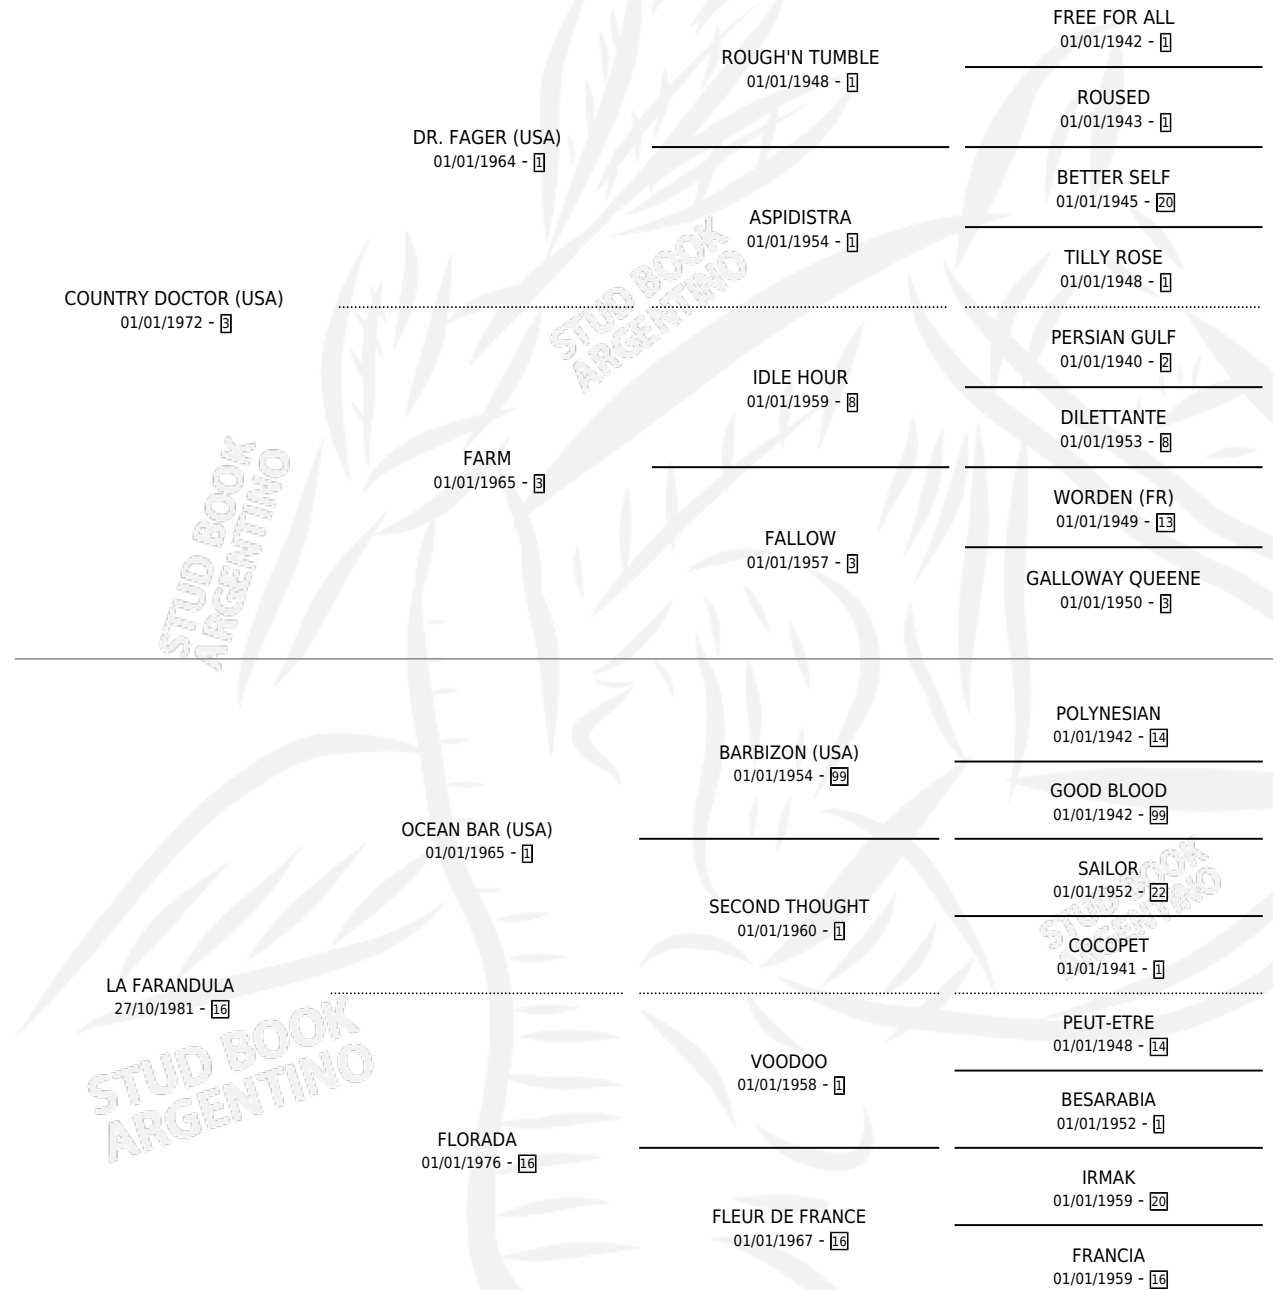 FREE FOR ALL
01/01/1942 - 1
ROUGH'N TUMBLE
01/01/1948 - 1
ROUSED
01/01/1943 - 1
DR. FAGER (USA)
01/01/1964 - 1
BETTER SELF
01/01/1945 - 20
ASPIDISTRA
01/01/1954 - 1
TILLY ROSE
01/01/1948 - 1
COUNTRY DOCTOR (USA)
01/01/1972 - 3
STUD BOOK
ARGENTINO
PERSIAN GULF
01/01/1940 - 2
IDLE HOUR
01/01/1959 - 8
DILETTANTE
01/01/1953 - 8
FARM
01/01/1965 - 3
WORDEN (FR)
01/01/1949 - 13
FALLOW
01/01/1957 - 3
GALLOWAY QUEENE
01/01/1950 - 3
STUD BOOK
ARGENTINO
POLYNESIAN
01/01/1942 - 14
BARBIZON (USA)
01/01/1954 - 99
GOOD BLOOD
01/01/1942 - 99
OCEAN BAR (USA)
01/01/1965 - 1
SAILOR
01/01/1952 - 22
SECOND THOUGHT
01/01/1960 - 1
STUD BOOK
ARGENTINO
COCOPET
01/01/1941 - 1
LA FARANDULA
27/10/1981 - 16
PEUT-ETRE
01/01/1948 - 14
VOODOO
01/01/1958 - 1
STUD BOOK
ARGENTINO
BESARABIA
01/01/1952 - 1
FLORADA
01/01/1976 - 16
IRMAK
01/01/1959 - 20
FLEUR DE FRANCE
01/01/1967 - 16
FRANCIA
01/01/1959 - 16